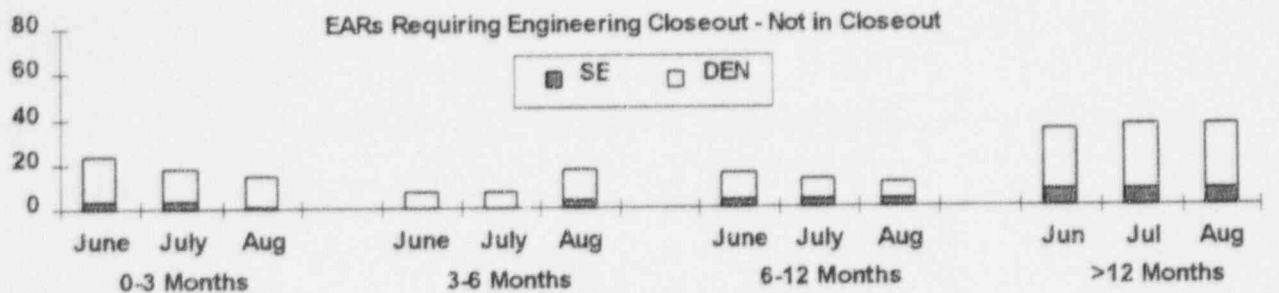 EARs Requiring Engineering Closeout - Not in Closeout
SE DEN
80
60
40
20
0
June July Aug June July Aug June July Aug Jun Jul Aug
0-3 Months 3-6 Months 6-12 Months >12 Months